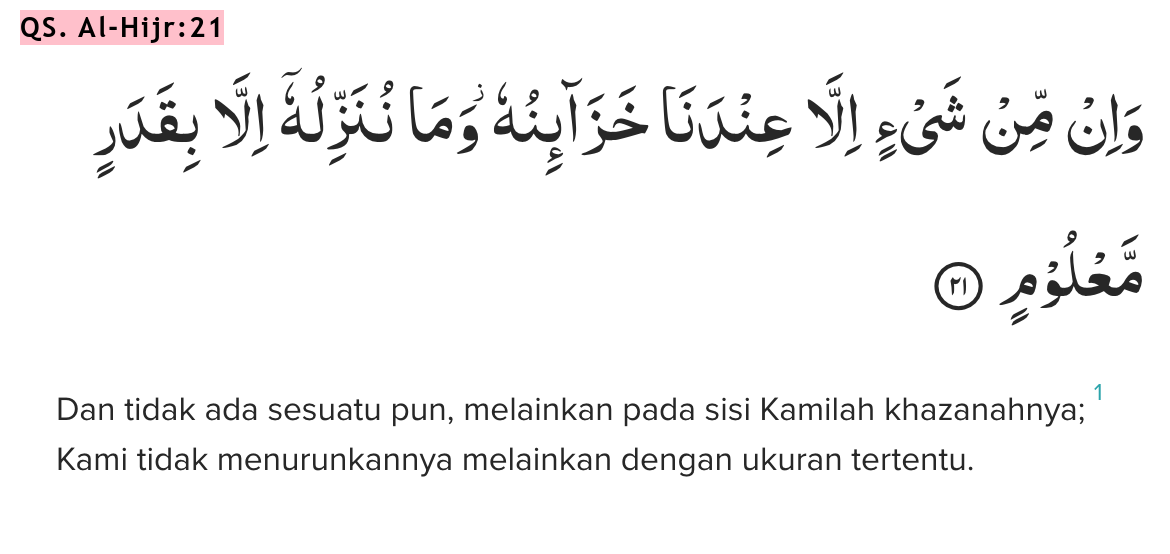 QS. Al-Hijr:21
وَاِنْ مِّنْ شَيْءٍ اِلَّا عِنْدَنَا خَزَاۤىِٕنُهٗ وَمَا نُنَزِّلُهٗٓ اِلَّا بِقَدَرٍ
مَّعْلُوْمٍ ٢١
Dan tidak ada sesuatu pun, melainkan pada sisi Kamilah khazanahnya; 1
Kami tidak menurunkannya melainkan dengan ukuran tertentu.